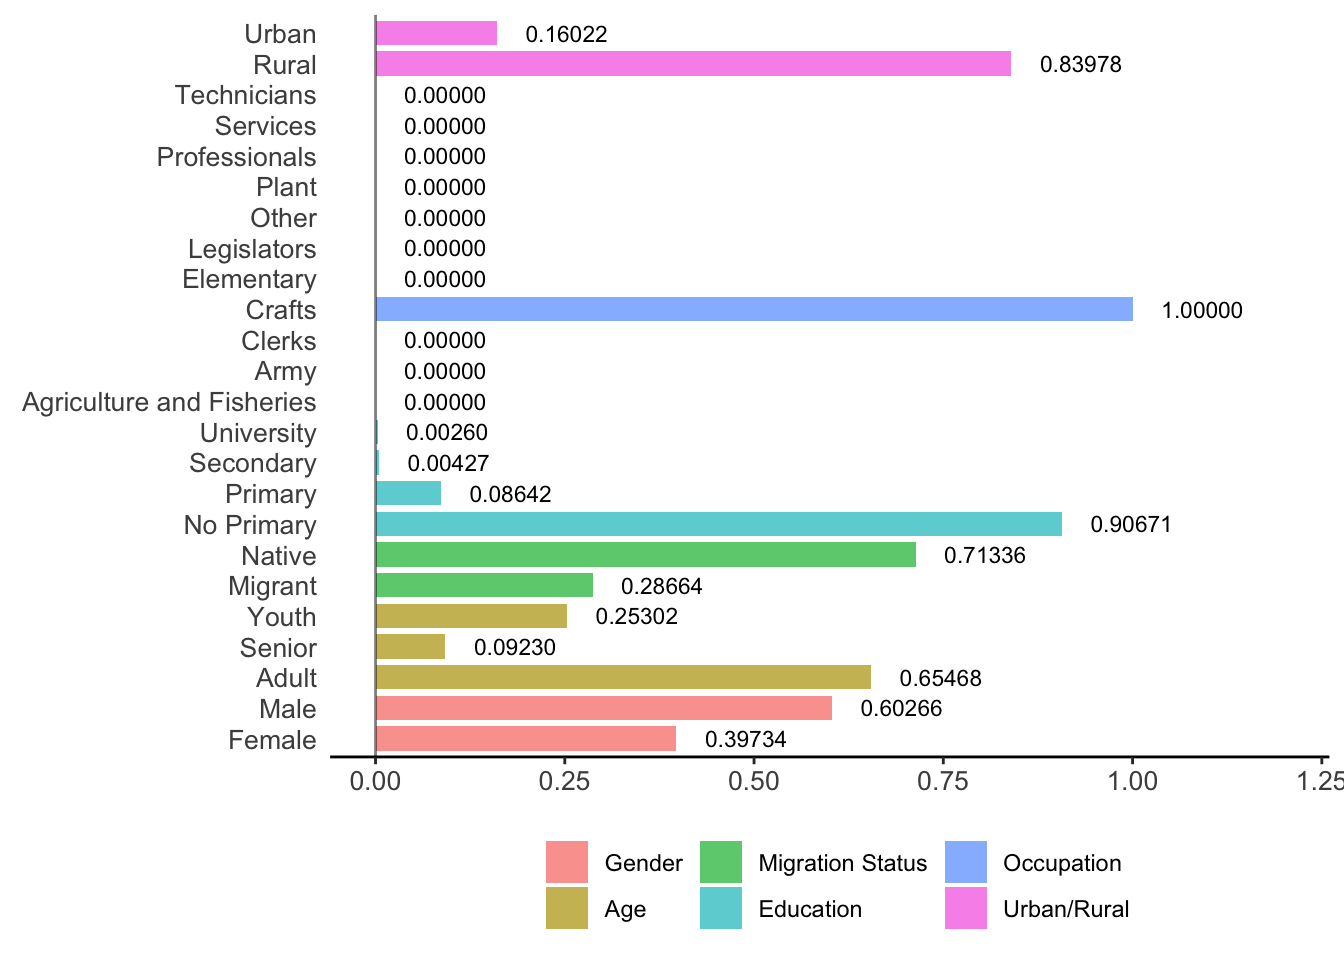 Urban 0.16022
Rural 0.83978
Technicians 0.00000
Services 0.00000
Professionals 0.00000
Plant 0.00000
Other 0.00000
Legislators 0.00000
Elementary 0.00000
Crafts 1.00000
Clerks 0.00000
Army 0.00000
Agriculture and Fisheries 0.00000
University 0.00260
Secondary 0.00427
Primary 0.08642
No Primary 0.90671
Native 0.71336
Migrant 0.28664
Youth 0.25302
Senior 0.09230
Adult 0.65468
Male 0.60266
Female 0.39734
0.00 0.25 0.50 0.75 1.00 1.25
Gender Migration Status Occupation
Age Education Urban/Rural